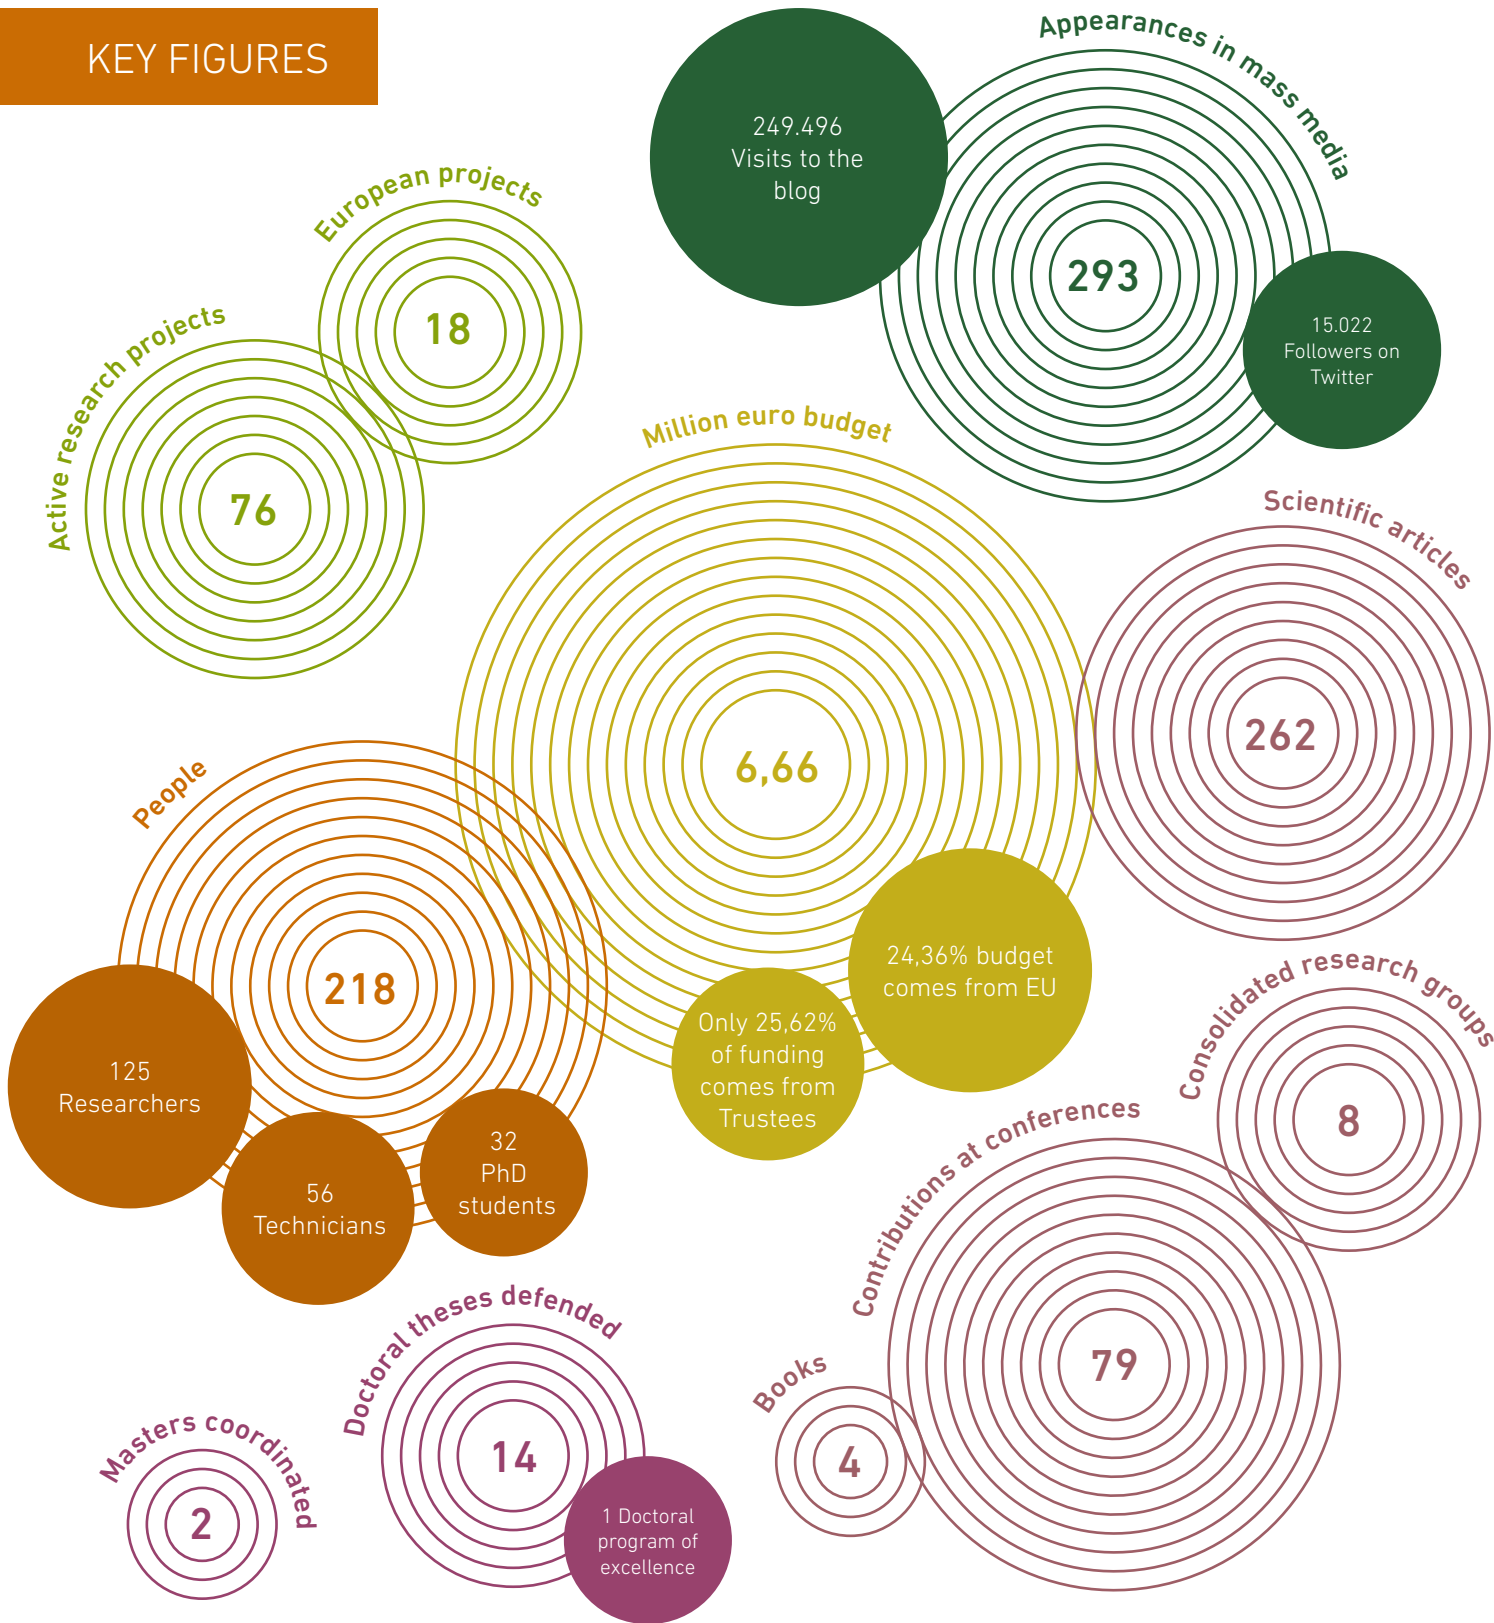 KEY FIGURES
Appearances in mass media
293
249.496
Visits to the
blog
15.022
Followers on
Twitter
European projects
18
Active research projects
76
Million euro budget
6,66
24,36% budget
comes from EU
Only 25,62%
of funding
comes from
Trustees
Scientific articles
262
People
218
125
Researchers
56
Technicians
32
PhD
students
Consolidated research groups
8
Contributions at conferences
79
Books
4
Doctoral theses defended
14
1 Doctoral
program of
excellence
Masters coordinated
2